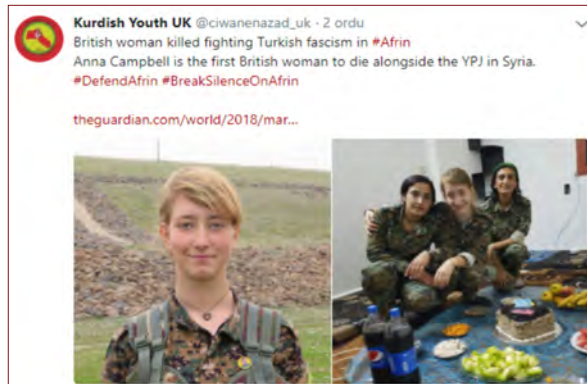 Kurdish Youth UK @ciwanenazad_uk · 2 ordu
British woman killed fighting Turkish fascism in #Afrin
Anna Campbell is the first British woman to die alongside the YPJ in Syria.
#DefendAfrin #BreakSilenceOnAfrin
theguardian.com/world/2018/mar...
pepsi